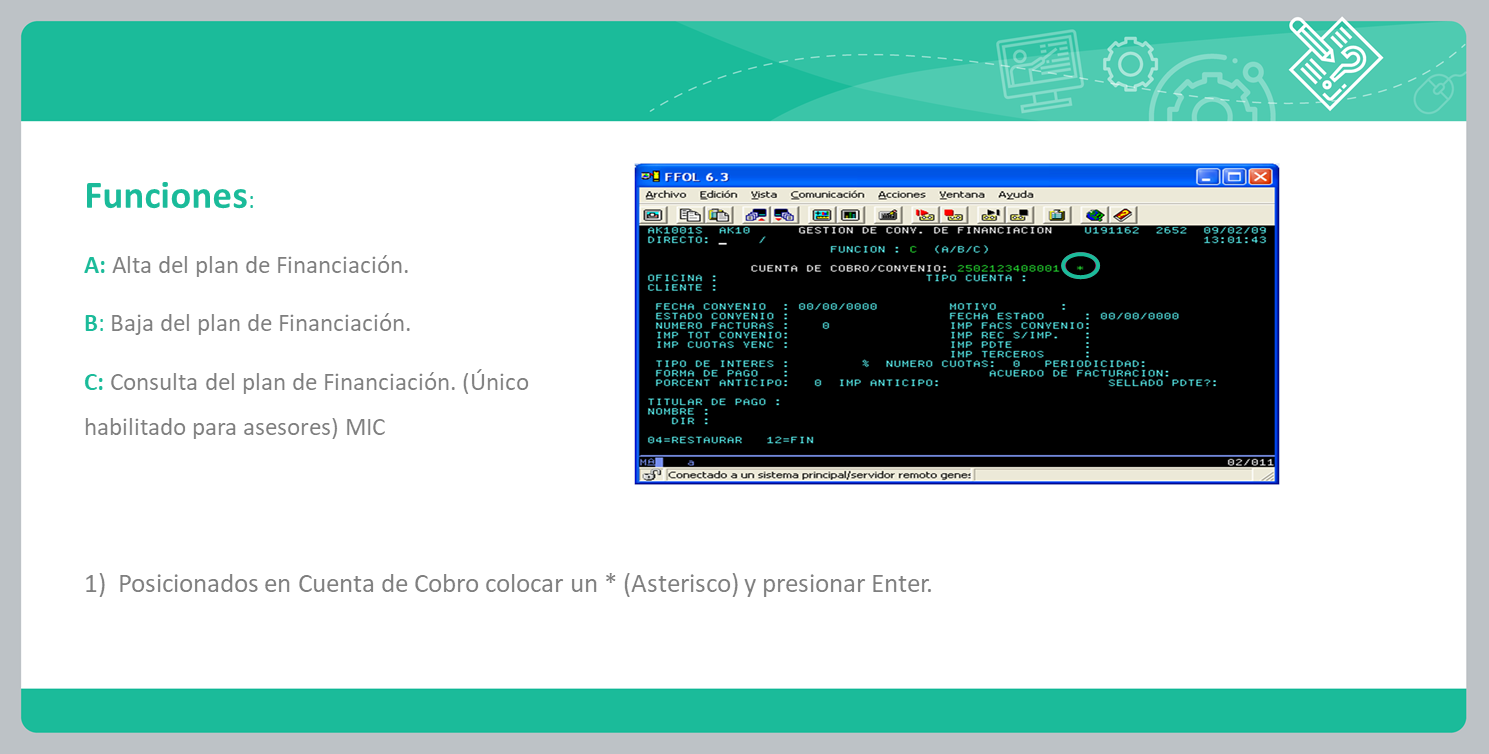 Funciones:
A: Alta del plan de Financiación.
B: Baja del plan de Financiación.
C: Consulta del plan de Financiación. (Único
habilitado para asesores) MIC
FFOL 6.3
Archivo Edición Vista Comunicación Acciones Ventana Ayuda
AK1001S AK10 GESTION DE CONV. DE FINANCIACION U191162 2652 09/02/09
DIRECTO: _ / 13:01:43
FUNCION : C (A/B/C)
CUENTA DE COBRO/CONVENIO: 2502123408001 *
OFICINA : TIPO CUENTA :
CLIENTE :
FECHA CONVENIO : 00/00/0000 MOTIVO :
ESTADO CONVENIO : FECHA ESTADO : 00/00/0000
NUMERO FACTURAS : 0 IMP FACS CONVENIO:
IMP TOT CONVENIO: IMP REC S/IMP. :
IMP CUOTAS VENC : IMP PDTE :
IMP TERCEROS :
TIPO DE INTERES : % NUMERO CUOTAS: 0 PERIODICIDAD:
FORMA DE PAGO : ACUERDO DE FACTURACION:
PORCENT ANTICIPO: 0 IMP ANTICIPO: SELLADO PDTE?:
TITULAR DE PAGO :
NOMBRE :
DIR :
04=RESTAURAR 12=FIN
MA a 02/011
Conectado a un sistema principal/servidor remoto gene
1) Posicionados en Cuenta de Cobro colocar un * (Asterisco) y presionar Enter.